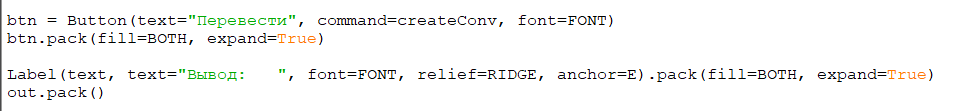 btn = Button(text="Перевести", command=createConv, font=FONT)
btn.pack(fill=BOTH, expand=True)
Label(text, text="Вывод:   ", font=FONT, relief=RIDGE, anchor=E).pack(fill=BOTH, expand=True)
out.pack()